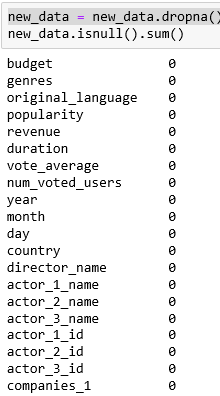 new_data = new_data.dropna()
new_data.isnull().sum()
budget 0
genres 0
original_language 0
popularity 0
revenue 0
duration 0
vote_average 0
num_voted_users 0
year 0
month 0
day 0
country 0
director_name 0
actor_1_name 0
actor_2_name 0
actor_3_name 0
actor_1_id 0
actor_2_id 0
actor_3_id 0
companies_1 0